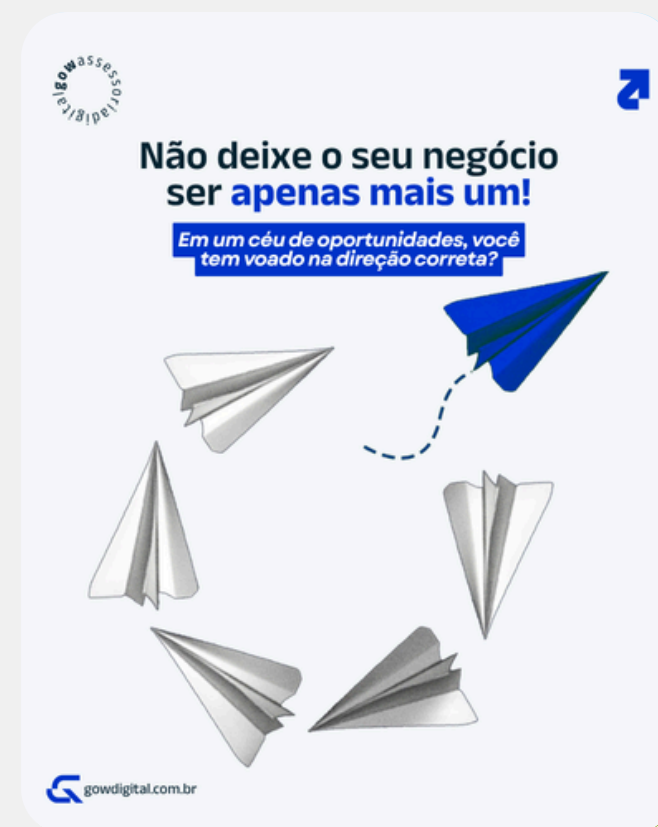 gowassessoriadigital
Não deixe o seu negócio
ser apenas mais um!
Em um céu de oportunidades, você
tem voado na direção correta?
gowdigital.com.br